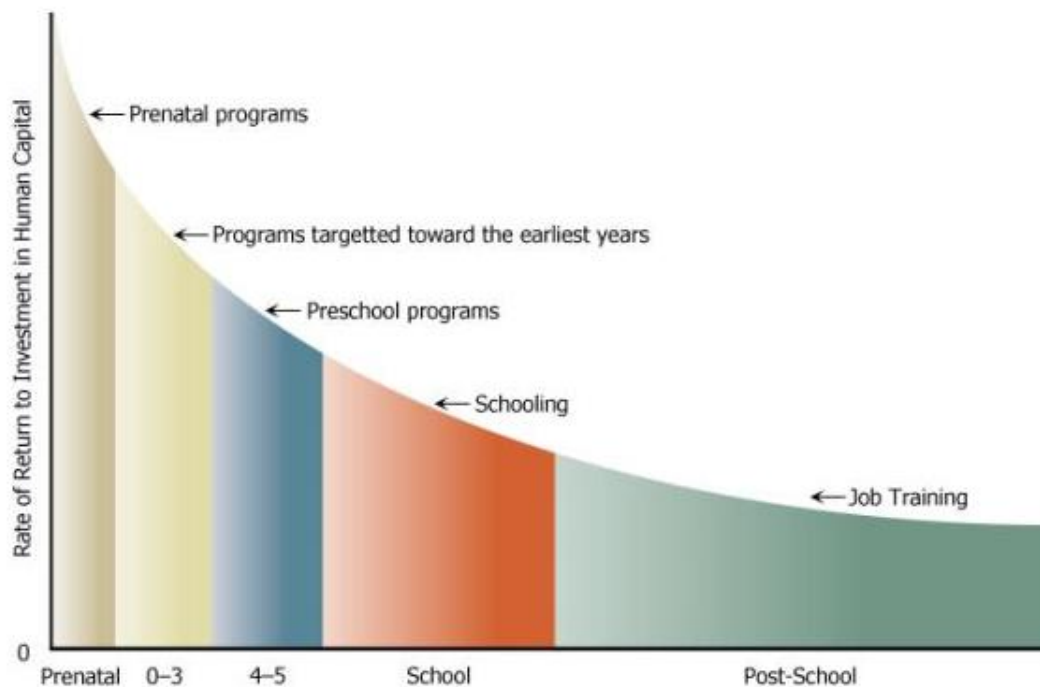 Rate of Return to Investment in Human Capital
Prenatal programs
Programs targetted toward the earliest years
Preschool programs
Schooling
Job Training
0
Prenatal 0–3 4–5 School Post-School